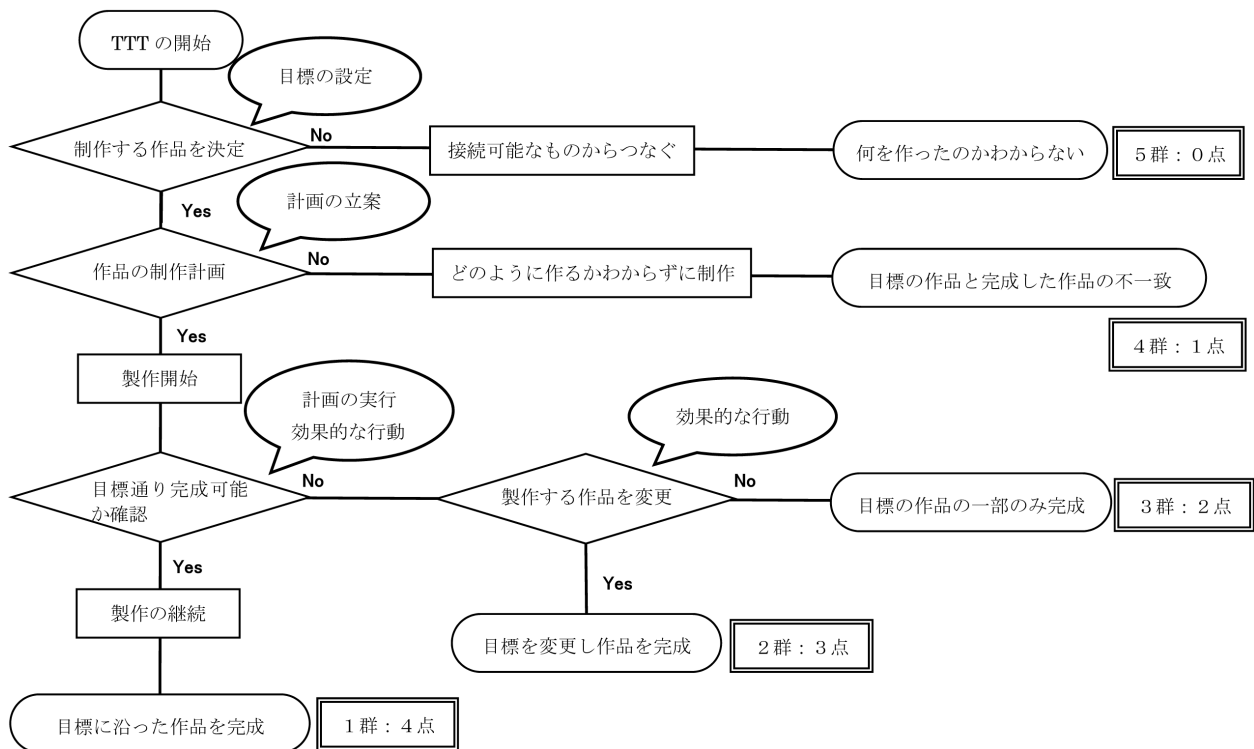 TTT の開始
目標の設定
制作する作品を決定
No
接続可能なものからつなぐ
何を作ったのかわからない
５群：０点
Yes
計画の立案
作品の制作計画
No
どのように作るかわからずに制作
目標の作品と完成した作品の不一致
４群：１点
Yes
製作開始
計画の実行
効果的な行動
効果的な行動
目標通り完成可能
か確認
No
製作する作品を変更
No
目標の作品の一部のみ完成
３群：２点
Yes
Yes
製作の継続
目標を変更し作品を完成
２群：３点
目標に沿った作品を完成
１群：４点